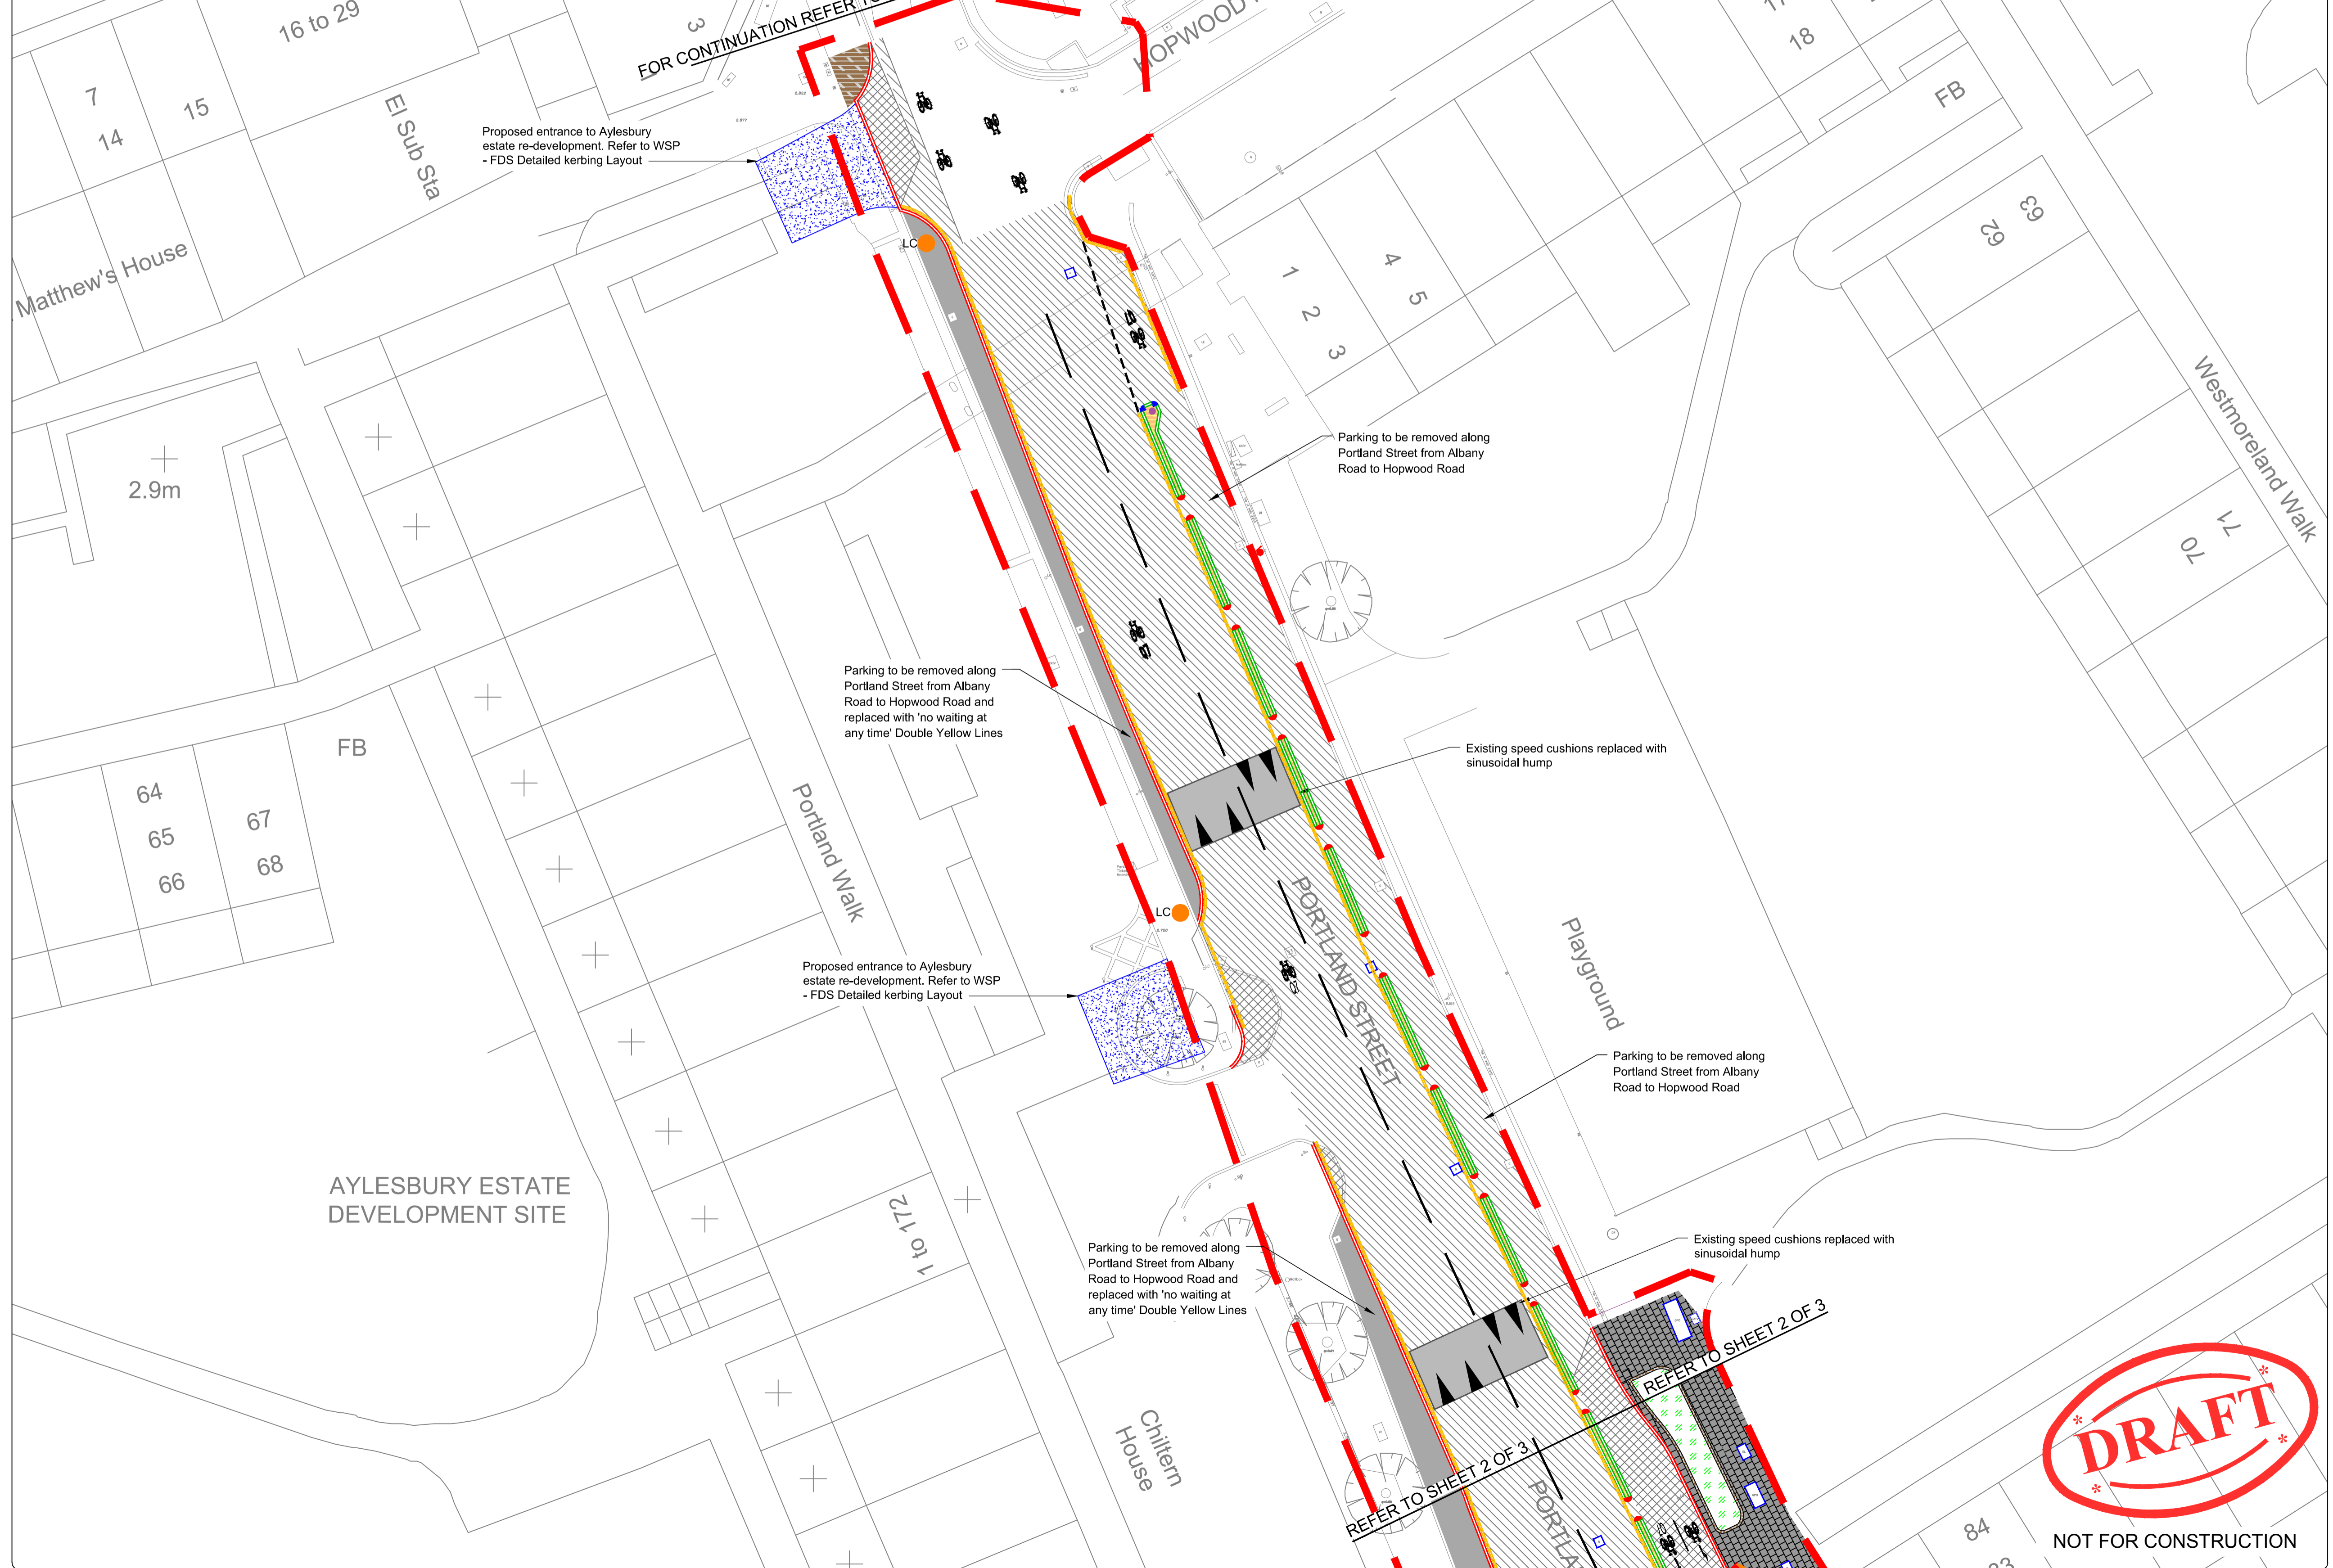 16 to 29
3
FOR CONTINUATION REFER TO
HOPWOOD
17
18
7
14
15
El Sub Sta
FB
Proposed entrance to Aylesbury
estate re-development. Refer to WSP
- FDS Detailed kerbing Layout
63
62
LC
Matthew's House
1
2
3
4
5
Westmoreland Walk
2.9m
Parking to be removed along
Portland Street from Albany
Road to Hopwood Road
71
70
Parking to be removed along
Portland Street from Albany
Road to Hopwood Road and
replaced with 'no waiting at
any time' Double Yellow Lines
FB
Existing speed cushions replaced with
sinusoidal hump
64
65
66
67
68
Portland Walk
LC
PORTLAND STREET
Playground
Proposed entrance to Aylesbury
estate re-development. Refer to WSP
- FDS Detailed kerbing Layout
Parking to be removed along
Portland Street from Albany
Road to Hopwood Road
AYLESBURY ESTATE
DEVELOPMENT SITE
1 to 172
Parking to be removed along
Portland Street from Albany
Road to Hopwood Road and
replaced with 'no waiting at
any time' Double Yellow Lines
Existing speed cushions replaced with
sinusoidal hump
REFER TO SHEET 2 OF 3
REFER TO SHEET 2 OF 3
Chiltern
House
PORTLA
DRAFT
84
83
NOT FOR CONSTRUCTION